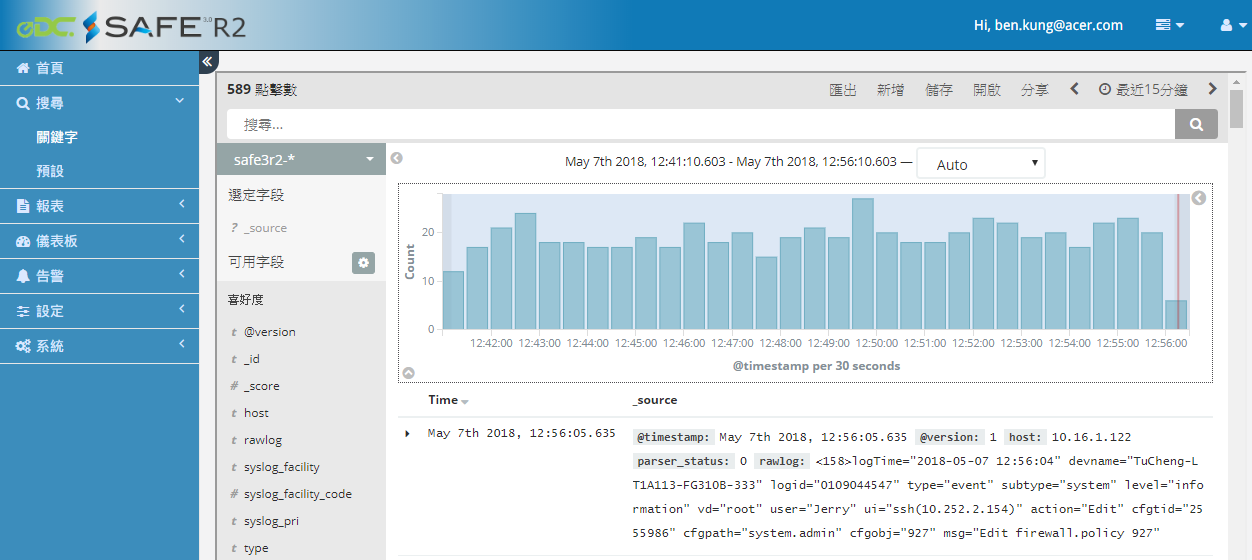 eDC. SAFE 3.0 R2
Hi, ben.kung@acer.com
首頁
搜尋
關鍵字
預設
報表
儀表板
告警
設定
系統
589 點擊數 匯出 新增 儲存 開啟 分享 最近15分鐘
搜尋...
safe3r2-*
選定字段
? _source
可用字段
喜好度
t @version
t _id
# _score
t host
t rawlog
t syslog_facility
# syslog_facility_code
t syslog_pri
t type
May 7th 2018, 12:41:10.603 - May 7th 2018, 12:56:10.603 — Auto
Count
20
10
0
12:42:00 12:43:00 12:44:00 12:45:00 12:46:00 12:47:00 12:48:00 12:49:00 12:50:00 12:51:00 12:52:00 12:53:00 12:54:00 12:55:00 12:56:00
@timestamp per 30 seconds
Time _source
May 7th 2018, 12:56:05.635 @timestamp: May 7th 2018, 12:56:05.635 @version: 1 host: 10.16.1.122
parser_status: 0 rawlog: <158>logTime="2018-05-07 12:56:04" devname="TuCheng-L
T1A113-FG310B-333" logid="0109044547" type="event" subtype="system" level="info
rmation" vd="root" user="Jerry" ui="ssh(10.252.2.154)" action="Edit" cfgtid="25
55986" cfgpath="system.admin" cfgobj="927" msg="Edit firewall.policy 927"